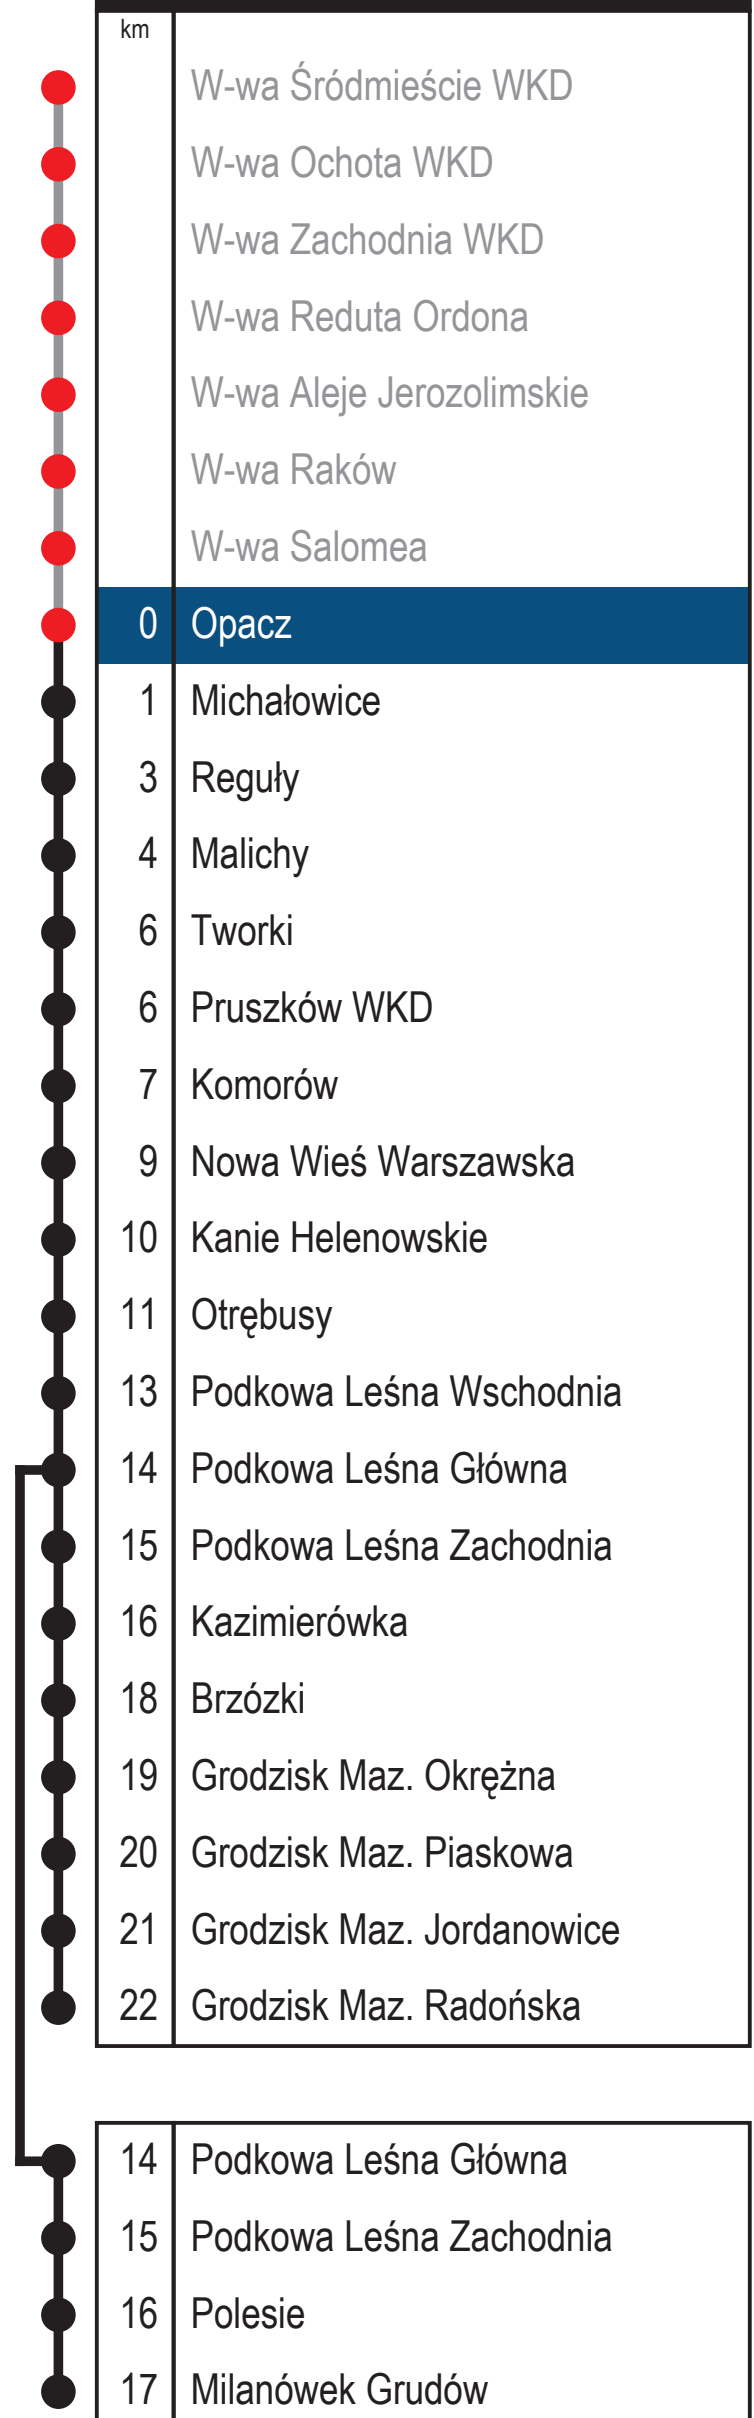 km
W-wa Śródmieście WKD
W-wa Ochota WKD
W-wa Zachodnia WKD
W-wa Reduta Ordona
W-wa Aleje Jerozolimskie
W-wa Raków
W-wa Salomea
0 Opacz
1 Michałowice
3 Reguły
4 Malichy
6 Tworki
6 Pruszków WKD
7 Komorów
9 Nowa Wieś Warszawska
10 Kanie Helenowskie
11 Otrębusy
13 Podkowa Leśna Wschodnia
14 Podkowa Leśna Główna
15 Podkowa Leśna Zachodnia
16 Kazimierówka
18 Brzózki
19 Grodzisk Maz. Okrężna
20 Grodzisk Maz. Piaskowa
21 Grodzisk Maz. Jordanowice
22 Grodzisk Maz. Radońska
14 Podkowa Leśna Główna
15 Podkowa Leśna Zachodnia
16 Polesie
17 Milanówek Grudów